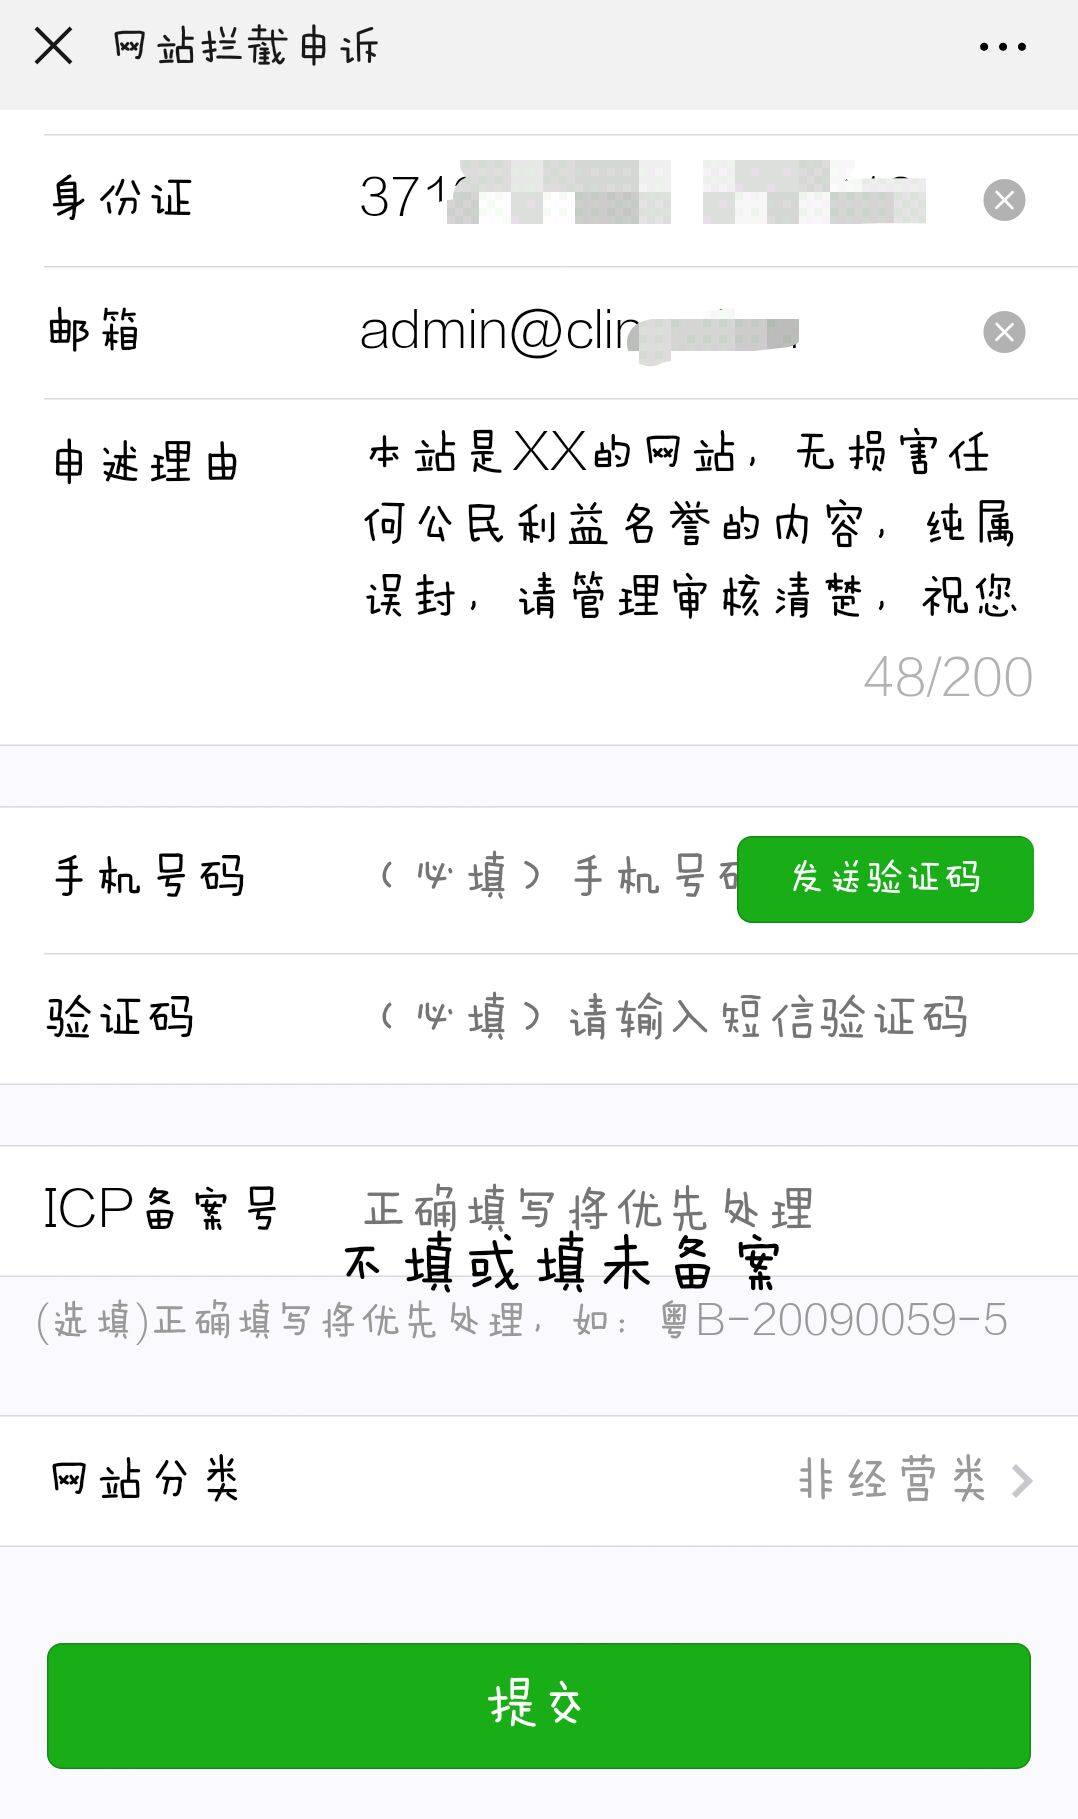 网站拦截申诉
身份证 371
邮箱 admin@clin
申述理由 本站是XX的网站，无损害任
何公民利益名誉的内容，纯属
误封，请管理审核清楚，祝您
48/200
手机号码 （必填）手机号码 发送验证码
验证码 （必填）请输入短信验证码
ICP备案号 正确填写将优先处理
不填或填未备案
(选填)正确填写将优先处理，如：粤B-20090059-5
网站分类 非经营类
提交